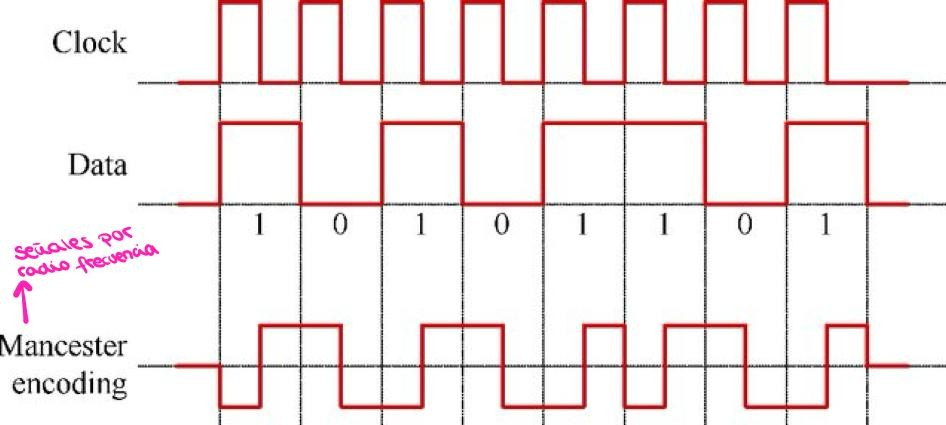 Clock
Data
1 0 1 0 1 1 0 1
señales por
radio frecuencia
Mancester
encoding